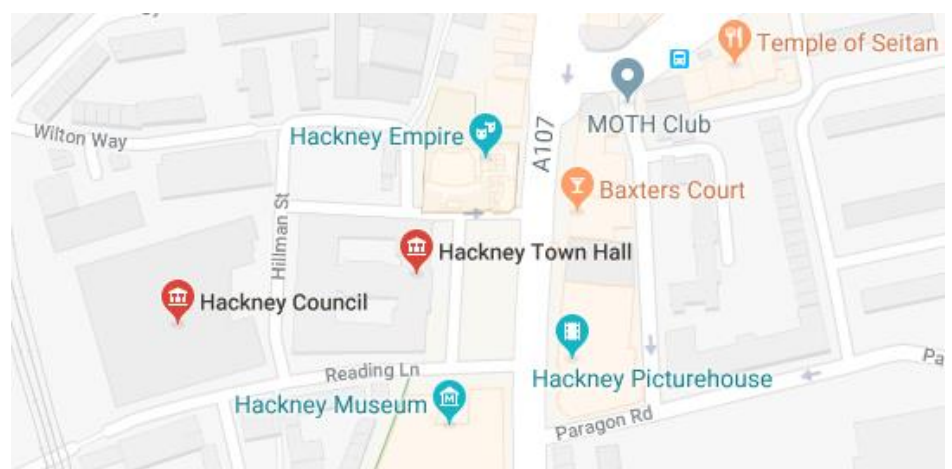 Temple of Seitan
Wilton Way
Hackney Empire
A107
MOTH Club
Baxters Court
Hillman St
Hackney Town Hall
Hackney Council
Reading Ln
Hackney Picturehouse
Hackney Museum
Paragon Rd
Pa